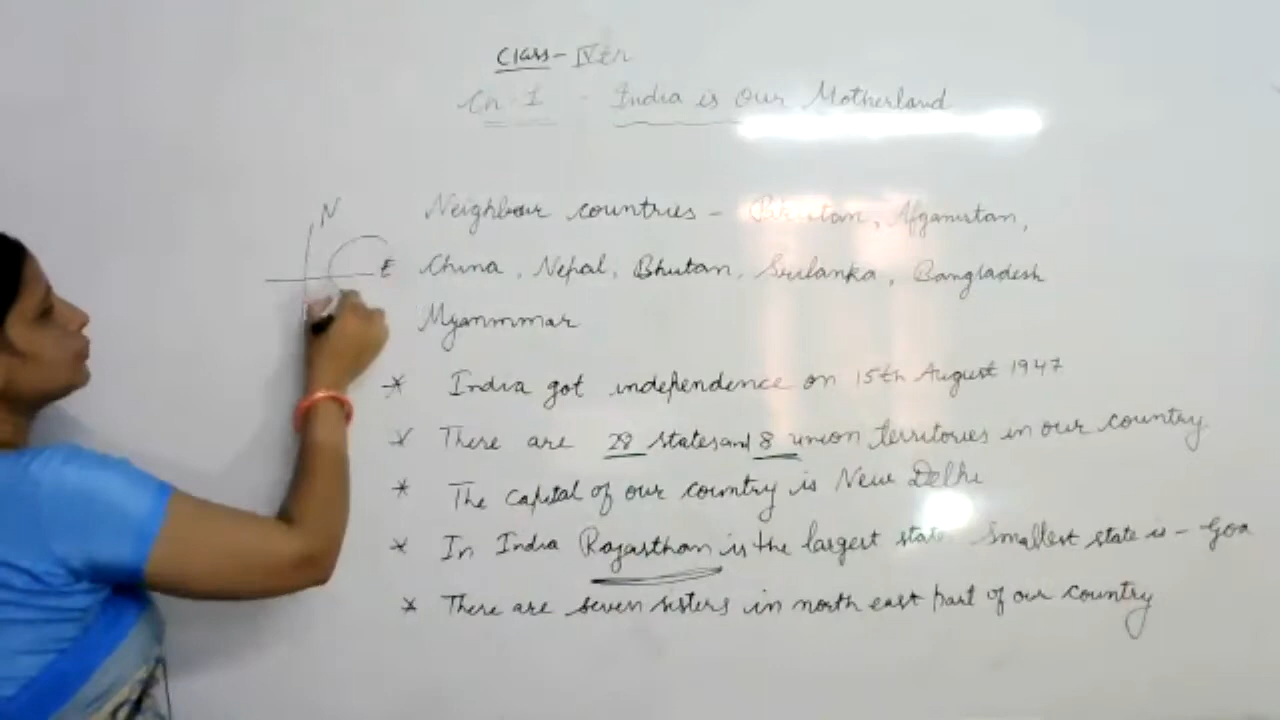 Class - IVth
Ch-1 - India is our Motherland
N
E
Neighbour countries - Bhutan, Afganistan,
China, Nepal, Bhutan, Srilanka, Bangladesh
Myanmmar
* India got independence on 15th August 1947
* There are 28 states and 8 union territories in our country
* The capital of our country is New Delhi
* In India Rajasthan is the largest state Smallest state is - Goa
* There are seven sisters in north east part of our country